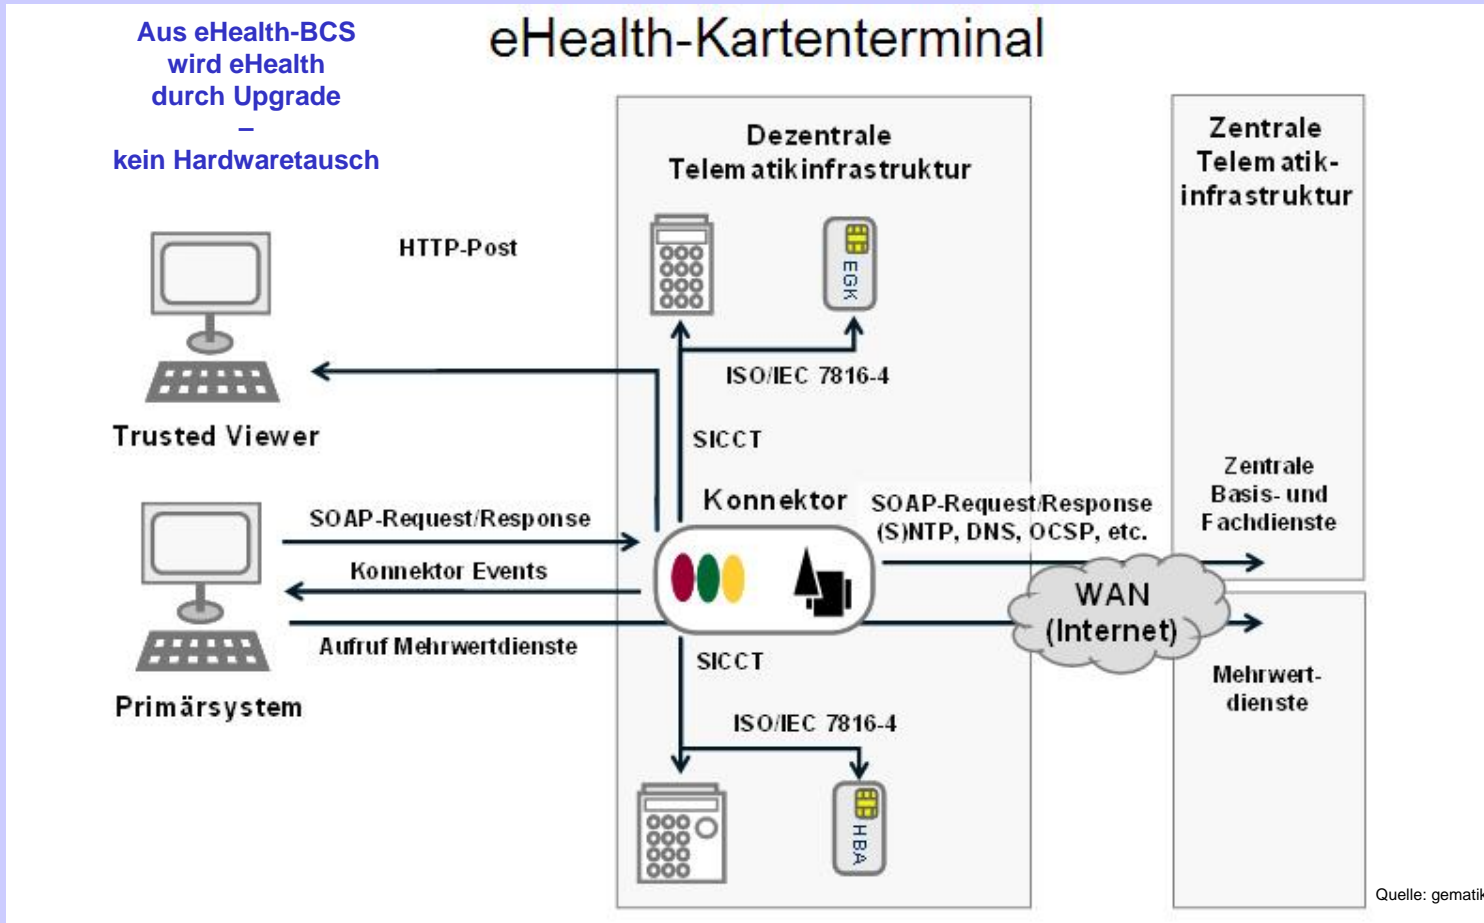 Aus eHealth-BCS
wird eHealth
durch Upgrade
–
kein Hardwaretausch
eHealth-Kartenterminal
Dezentrale
Telematikinfrastruktur
Zentrale
Telematik-
infrastruktur
HTTP-Post
EGK
ISO/IEC 7816-4
Trusted Viewer
SICCT
Zentrale
Basis- und
Fachdienste
Konnektor
SOAP-Request/Response
(S)NTP, DNS, OCSP, etc.
SOAP-Request/Response
Konnektor Events
WAN
(Internet)
Aufruf Mehrwertdienste
SICCT
Mehrwert-
dienste
Primärsystem
ISO/IEC 7816-4
HBA
Quelle: gematik